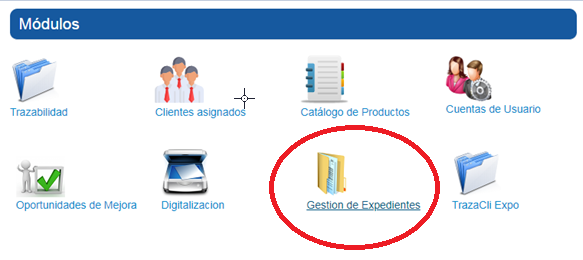 Módulos
Trazabilidad
Clientes asignados
Catálogo de Productos
Cuentas de Usuario
Oportunidades de Mejora
Digitalizacion
Gestion de Expedientes
TrazaCli Expo